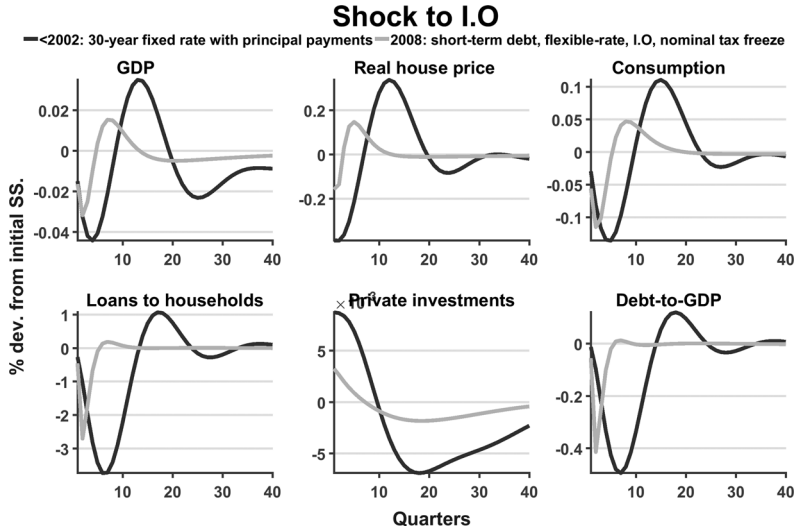 Shock to I.O
<2002: 30-year fixed rate with principal payments 2008: short-term debt, flexible-rate, I.O, nominal tax freeze
GDP Real house price Consumption
0.02
0
-0.02
-0.04
10 20 30 40
0.2
0
-0.2
10 20 30 40
0.1
0.05
0
-0.05
-0.1
10 20 30 40
% dev. from initial SS.
Loans to households × 10⁻³ Private investments Debt-to-GDP
1
0
-1
-2
-3
10 20 30 40
5
0
-5
10 20 30 40
0
-0.2
-0.4
10 20 30 40
Quarters